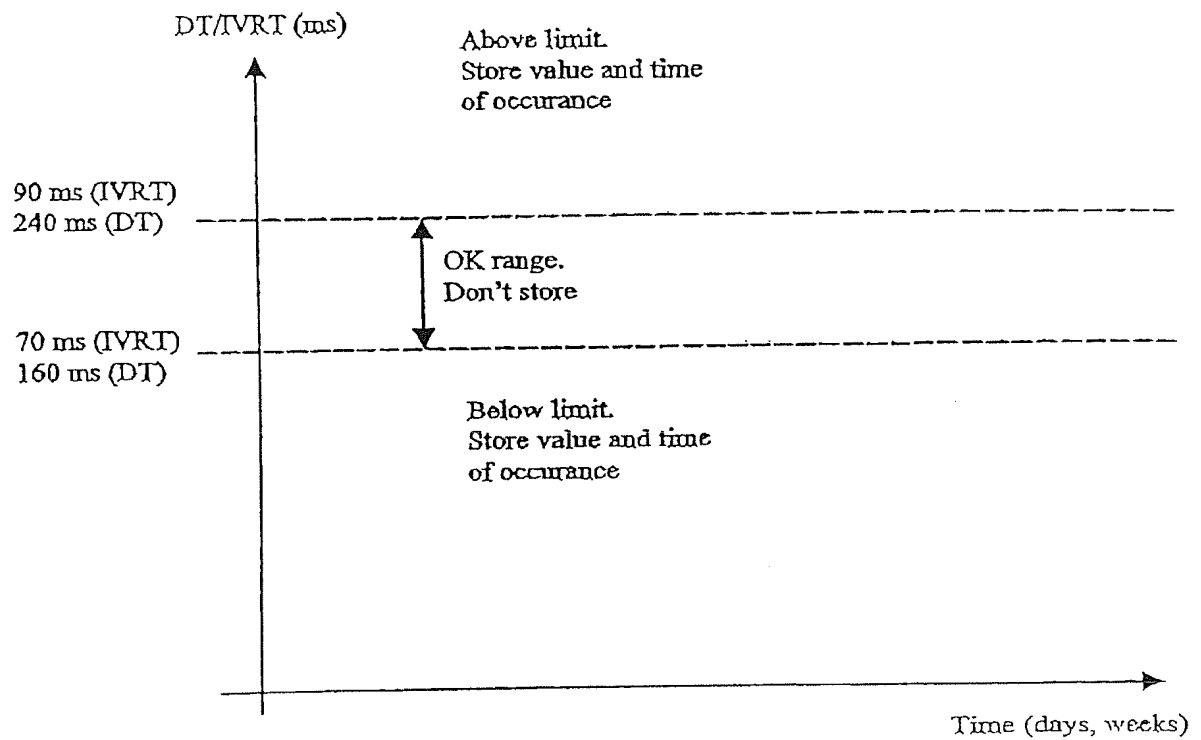 DT/IVRT (ms)
Above limit.
Store value and time
of occurance
90 ms (IVRT)
240 ms (DT)
OK range.
Don't store
70 ms (IVRT)
160 ms (DT)
Below limit.
Store value and time
of occurance
Time (days, weeks)